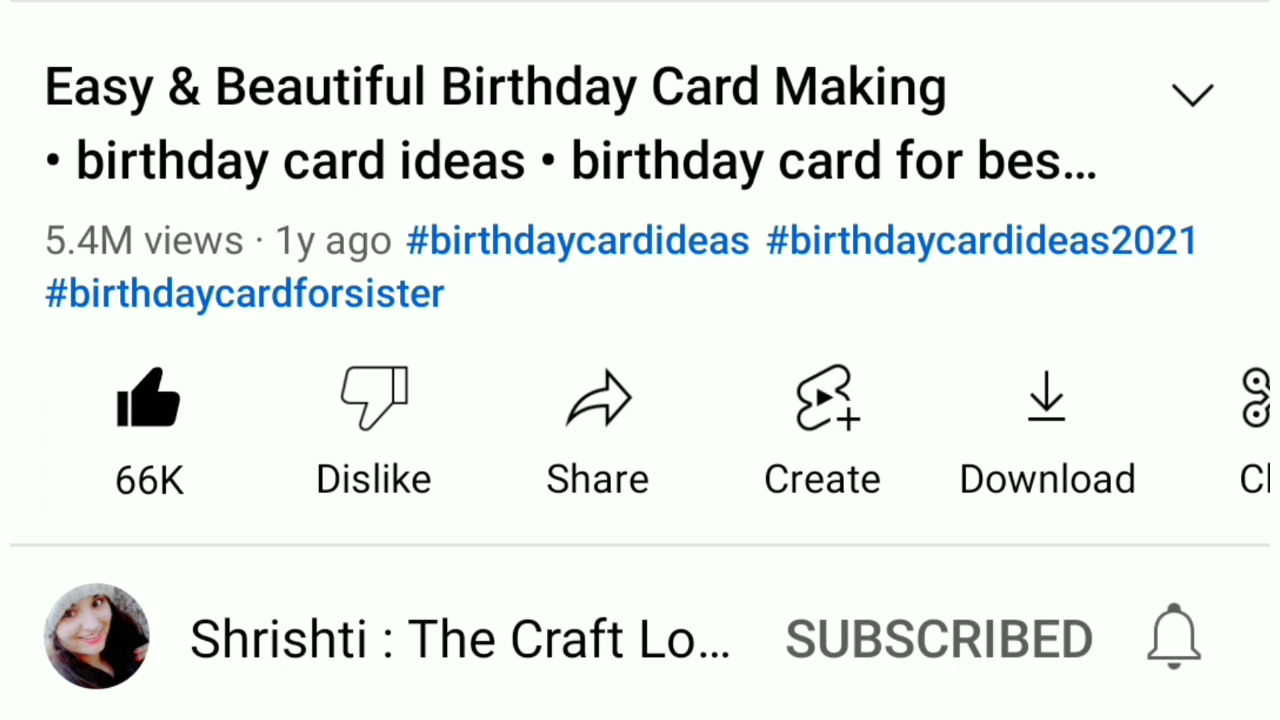 Easy & Beautiful Birthday Card Making
• birthday card ideas • birthday card for bes...
5.4M views · 1y ago #birthdaycardideas #birthdaycardideas2021
#birthdaycardforsister
66K Dislike Share Create Download Cl
Shrishti : The Craft Lo... SUBSCRIBED